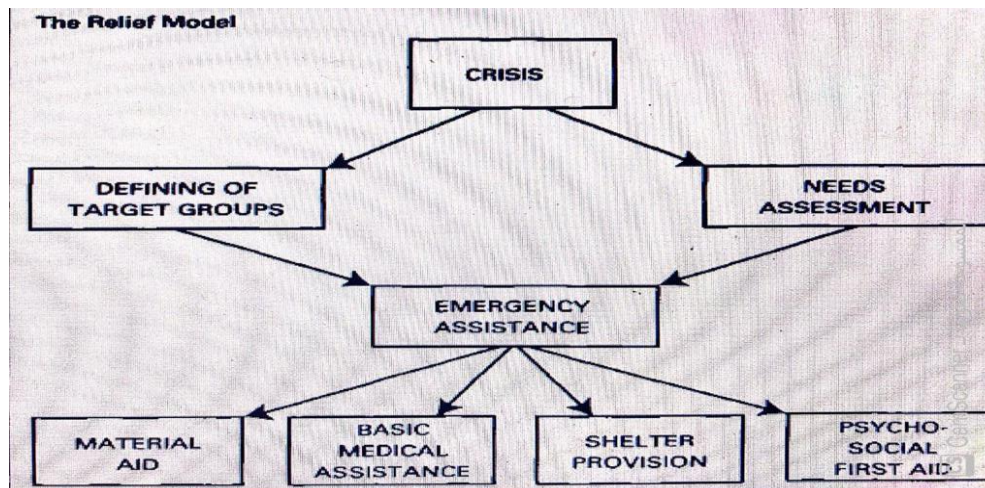 The Relief Model
CRISIS
DEFINING OF
TARGET GROUPS
NEEDS
ASSESSMENT
EMERGENCY
ASSISTANCE
MATERIAL
AID
BASIC
MEDICAL
ASSISTANCE
SHELTER
PROVISION
PSYCHO-
SOCIAL
FIRST AID